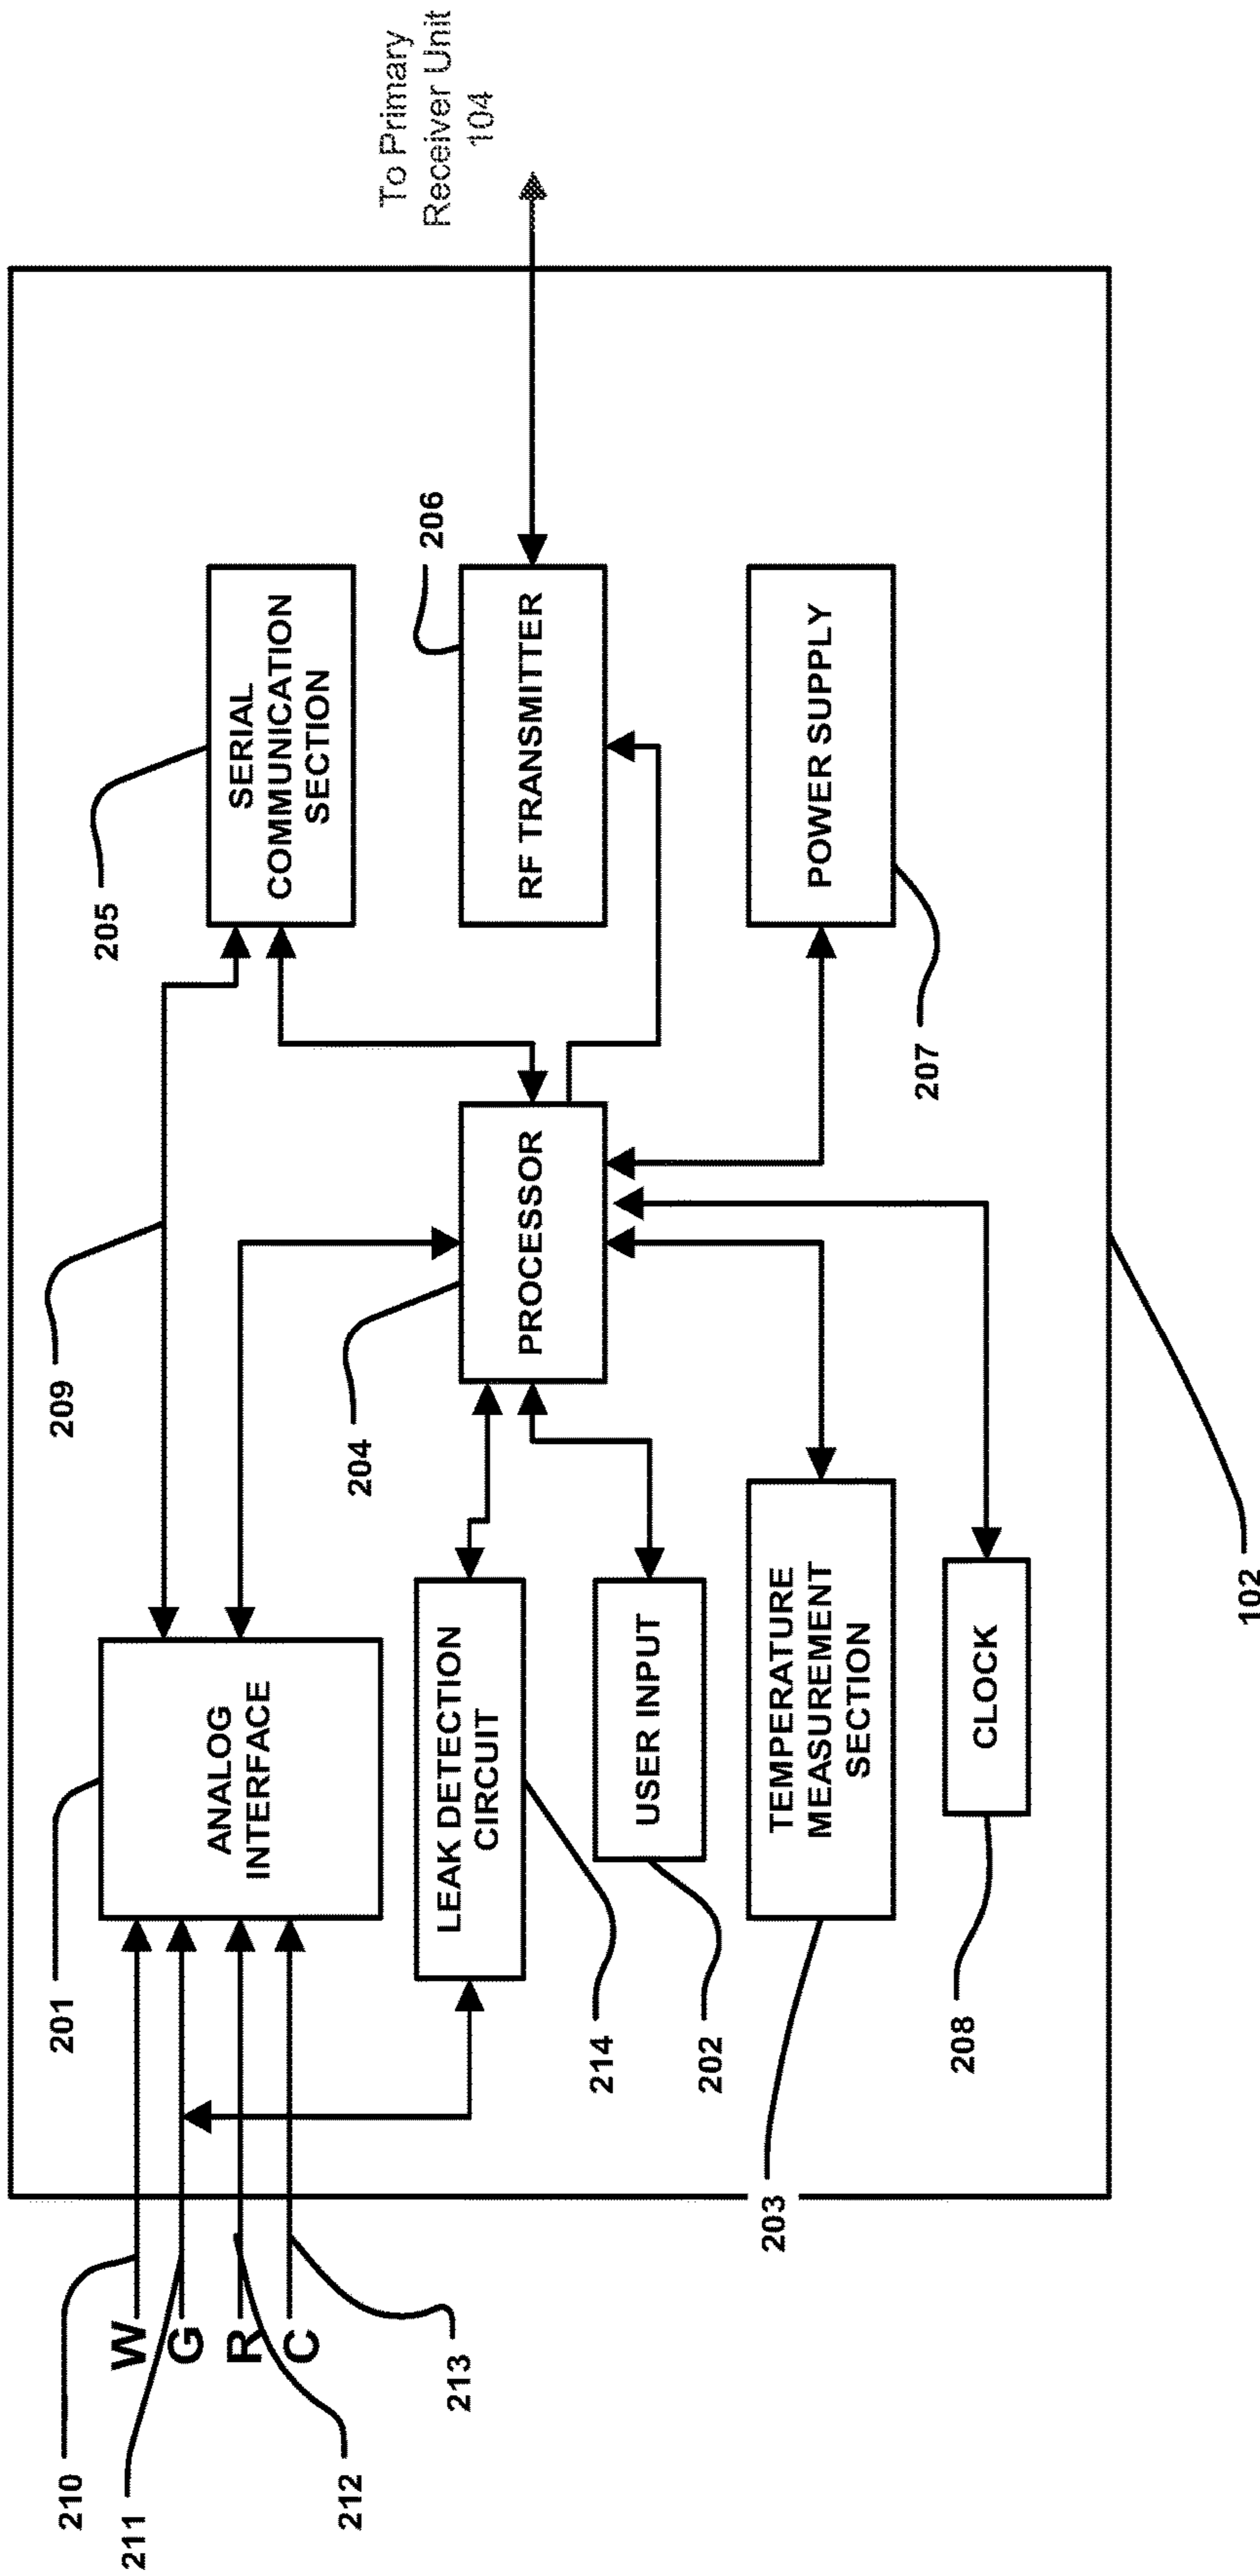 To Primary
Receiver Unit
104
W
G
R
C
210
211
212
213
201
ANALOG
INTERFACE
209
SERIAL
COMMUNICATION
SECTION
205
LEAK DETECTION
CIRCUIT
214
204
PROCESSOR
RF TRANSMITTER
206
USER INPUT
202
TEMPERATURE
MEASUREMENT
SECTION
203
POWER SUPPLY
207
CLOCK
208
102